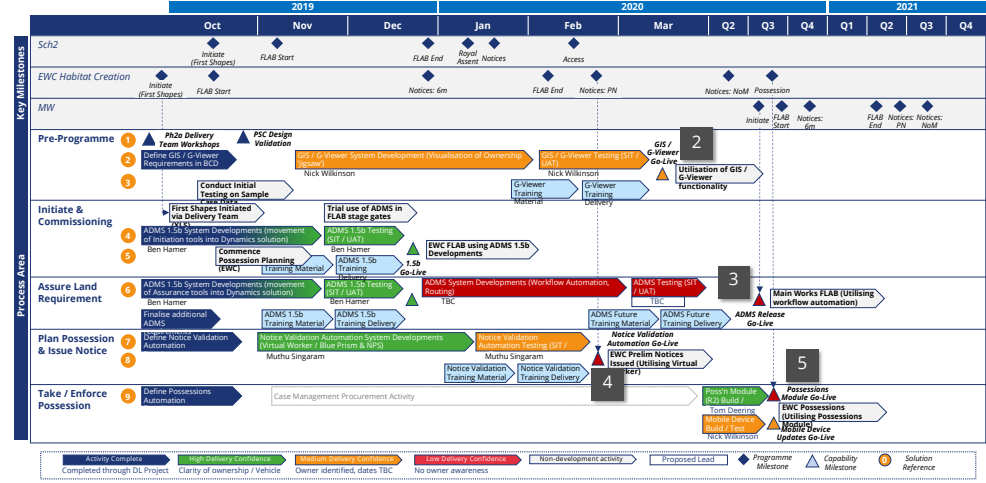 2019
2020
2021
Oct
Nov
Dec
Jan
Feb
Mar
Q2
Q3
Q4
Q1
Q2
Q3
Q4
Key Milestones
Sch2
Initiate
(First Shapes)
FLAB Start
FLAB End
Royal
Assent
Notices
Access
EWC Habitat Creation
Initiate
(First Shapes)
FLAB Start
Notices: 6m
FLAB End
Notices: PN
Notices: NoM
Possession
MW
Initiate
FLAB
Start
Notices:
6m
FLAB
End
Notices:
PN
Notices:
NoM
Process Area
Pre-Programme
1
Ph2a Delivery
Team Workshops
PSC Design
Validation
2
Define GIS / G-Viewer
Requirements in BCD
GIS / G-Viewer System Development (Visualisation of Ownership
'Jigsaw')
Nick Wilkinson
G-Viewer Testing (SIT /
UAT)
Nick Wilkinson
GIS /
G-Viewer
Go-Live
2
Utilisation of GIS /
G-Viewer
functionality
3
Conduct Initial
Testing on Sample
Case Data
G-Viewer
Training
Material
G-Viewer
Training
Delivery
Initiate &
Commissioning
First Shapes Initiated
via Delivery Team
Trial use of ADMS in
FLAB stage gates
4
ADMS 1.5b System Developments (movement
of Initiation tools into Dynamics solution)
Ben Hamer
ADMS 1.5b Testing
(SIT / UAT)
Ben Hamer
1.5b
Go-Live
EWC FLAB using ADMS 1.5b
Developments
5
Commence
Possession Planning
(EWC)
Training Material
ADMS 1.5b
Training
Delivery
Assure Land
Requirement
6
ADMS 1.5b System Developments (movement
of Assurance tools into Dynamics solution)
Ben Hamer
ADMS 1.5b Testing
(SIT / UAT)
Ben Hamer
ADMS System Developments (Workflow Automation,
Routing)
TBC
ADMS Testing (SIT
/ UAT)
TBC
3
Main Works FLAB (Utilising
workflow automation)
Finalise additional
ADMS
ADMS 1.5b
Training Material
ADMS 1.5b
Training Delivery
ADMS Future
Training Material
ADMS Future
Training Delivery
ADMS Release
Go-Live
Plan Possession
& Issue Notice
7
Define Notice Validation
Automation
Notice Validation Automation System Developments
(Virtual Worker / Blue Prism & NPS)
Muthu Singaram
Notice Validation
Automation Testing (SIT /
Muthu Singaram
Notice Validation
Automation Go-Live
8
EWC Prelim Notices
Issued (Utilising Virtual
Worker)
Notice Validation
Training Material
Notice Validation
Training Delivery
4
5
Take / Enforce
Possession
9
Define Possessions
Automation
Case Management Procurement Activity
Poss'n Module
(R2) Build /
Tom Deering
Possessions
Module Go-Live
EWC Possessions
(Utilising Possessions
Module)
Mobile Device
Build / Test
Nick Wilkinson
Mobile Device
Updates Go-Live
Activity Complete
Completed through DL Project
High Delivery Confidence
Clarity of ownership / Vehicle
Medium Delivery Confidence
Owner identified, dates TBC
Low Delivery Confidence
No owner awareness
Non-development activity
Proposed Lead
Programme
Milestone
Capability
Milestone
0
Solution
Reference